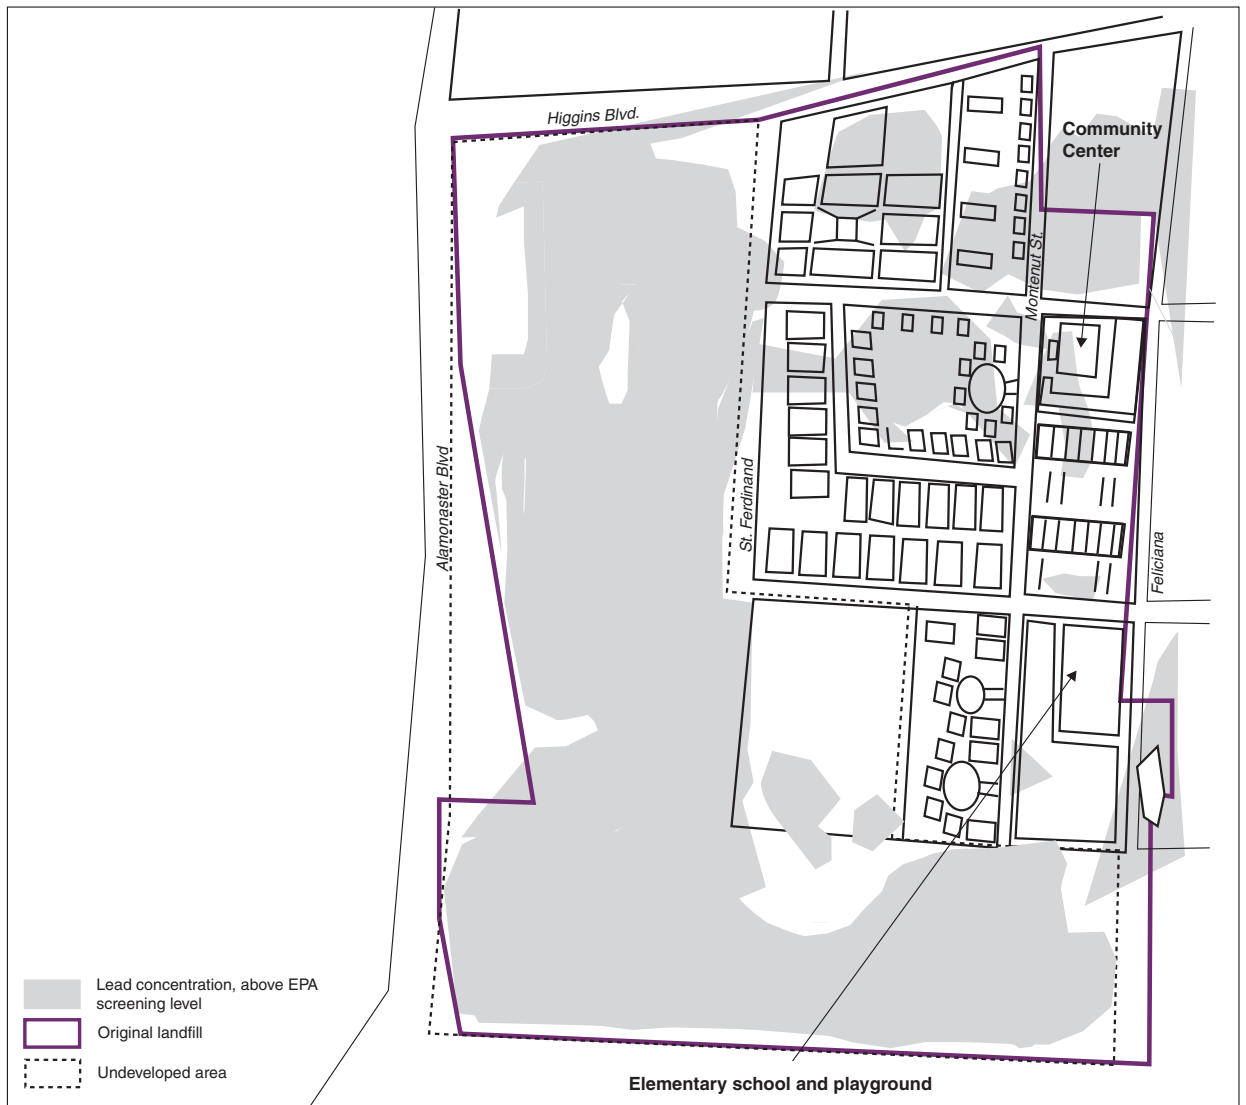 Higgins Blvd.
Community
Center
Montenut St.
Alamonaster Blvd
St. Ferdinand
Feliciana
Lead concentration, above EPA
screening level
Original landfill
Undeveloped area
Elementary school and playground